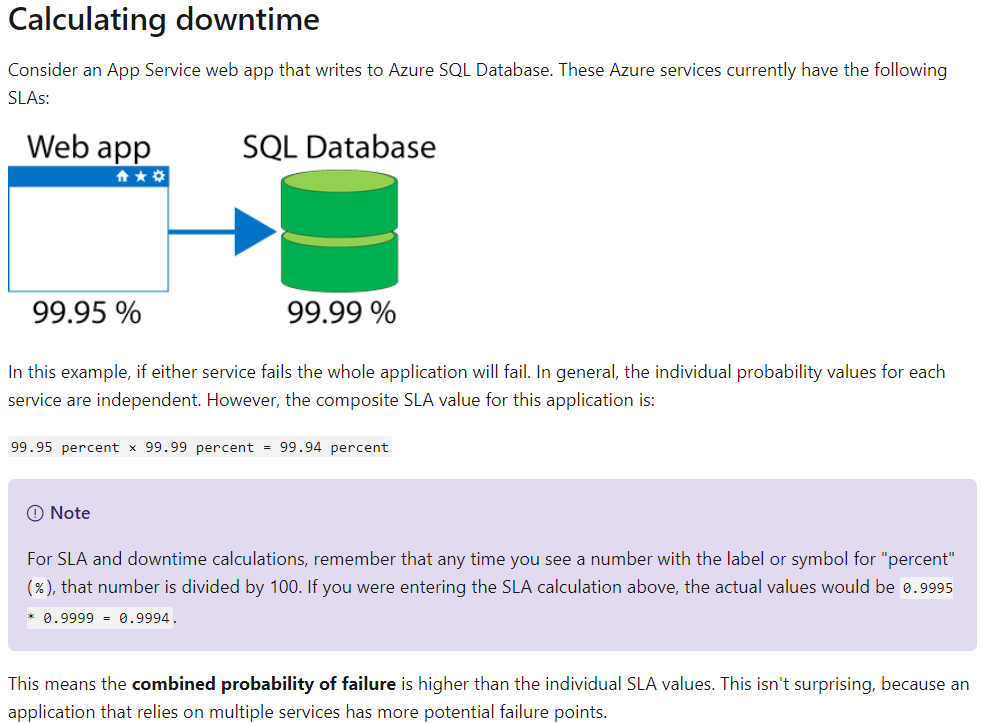 Calculating downtime
Consider an App Service web app that writes to Azure SQL Database. These Azure services currently have the following
SLAs:
Web app
SQL Database
99.95 %
99.99 %
In this example, if either service fails the whole application will fail. In general, the individual probability values for each
service are independent. However, the composite SLA value for this application is:
99.95 percent × 99.99 percent = 99.94 percent
Note
For SLA and downtime calculations, remember that any time you see a number with the label or symbol for "percent"
(%), that number is divided by 100. If you were entering the SLA calculation above, the actual values would be 0.9995
* 0.9999 = 0.9994.
This means the combined probability of failure is higher than the individual SLA values. This isn't surprising, because an
application that relies on multiple services has more potential failure points.